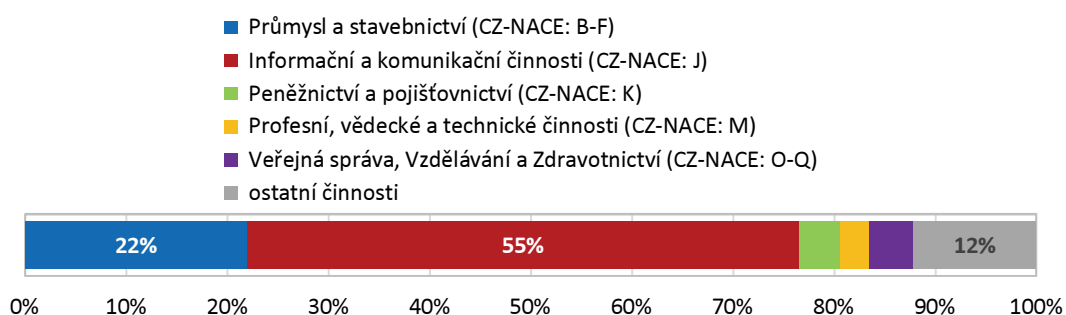 Průmysl a stavebnictví (CZ-NACE: B-F)
Informační a komunikační činnosti (CZ-NACE: J)
Peněžnictví a pojišťovnictví (CZ-NACE: K)
Profesní, vědecké a technické činnosti (CZ-NACE: M)
Veřejná správa, Vzdělávání a Zdravotnictví (CZ-NACE: O-Q)
ostatní činnosti
22% 55% 12%
0% 10% 20% 30% 40% 50% 60% 70% 80% 90% 100%